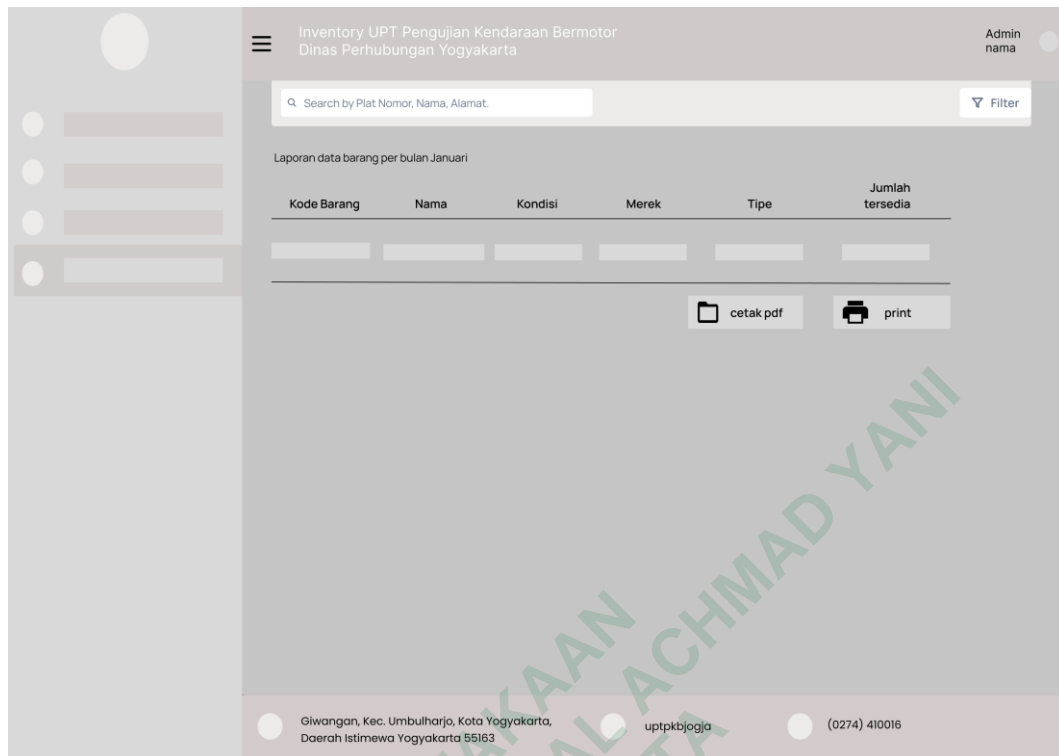 Inventory UPT Pengujian Kendaraan Bermotor
Dinas Perhubungan Yogyakarta
Admin
nama
Search by Plat Nomor, Nama, Alamat.
Filter
Laporan data barang per bulan Januari
Kode Barang Nama Kondisi Merek Tipe Jumlah
tersedia
cetak pdf print
Giwangan, Kec. Umbulharjo, Kota Yogyakarta,
Daerah Istimewa Yogyakarta 55163
uptpkbjogja
(0274) 410016
ACHMAD YANI